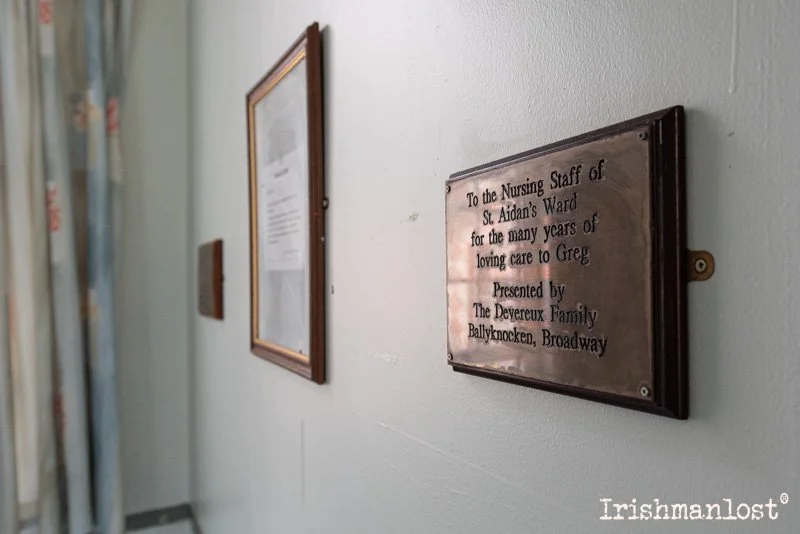 To the Nursing Staff of
St. Aidan's Ward
for the many years of
loving care to Greg
Presented by
The Devereux Family
Ballyknocken, Broadway
Irishmanlost®